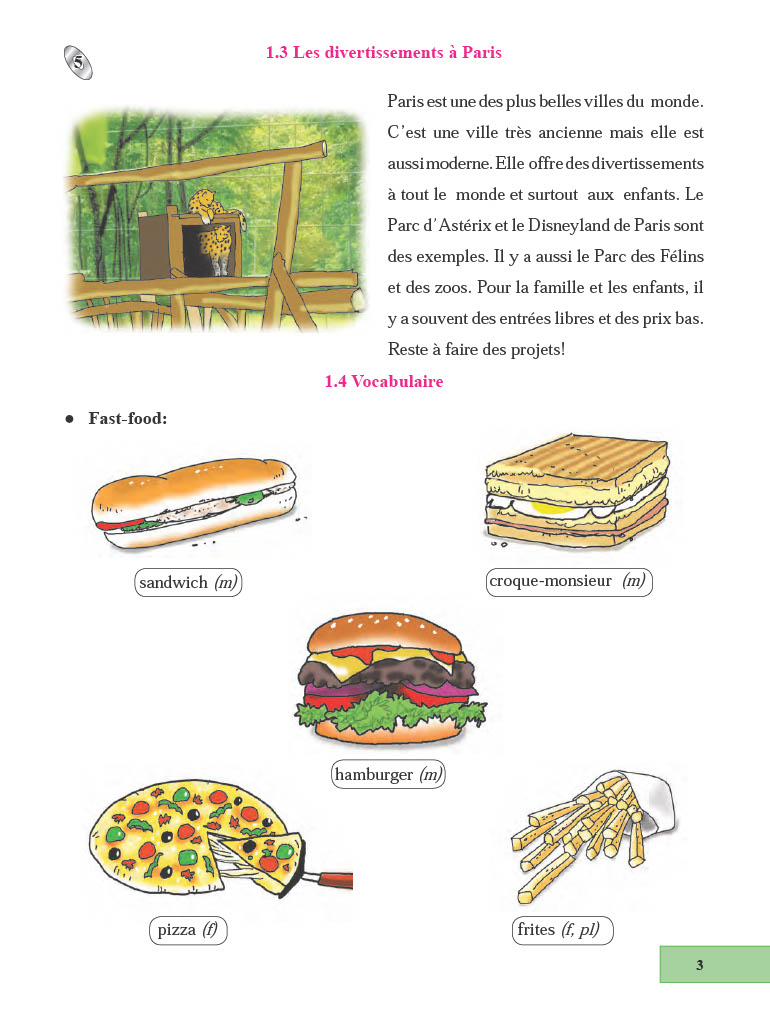 5
1.3 Les divertissements à Paris
Paris est une des plus belles villes du monde.
C'est une ville très ancienne mais elle est
aussi moderne. Elle offre des divertissements
à tout le monde et surtout aux enfants. Le
Parc d'Astérix et le Disneyland de Paris sont
des exemples. Il y a aussi le Parc des Félins
et des zoos. Pour la famille et les enfants, il
y a souvent des entrées libres et des prix bas.
Reste à faire des projets!
1.4 Vocabulaire
● Fast-food:
sandwich (m)
croque-monsieur (m)
hamburger (m)
pizza (f)
frites (f, pl)
3